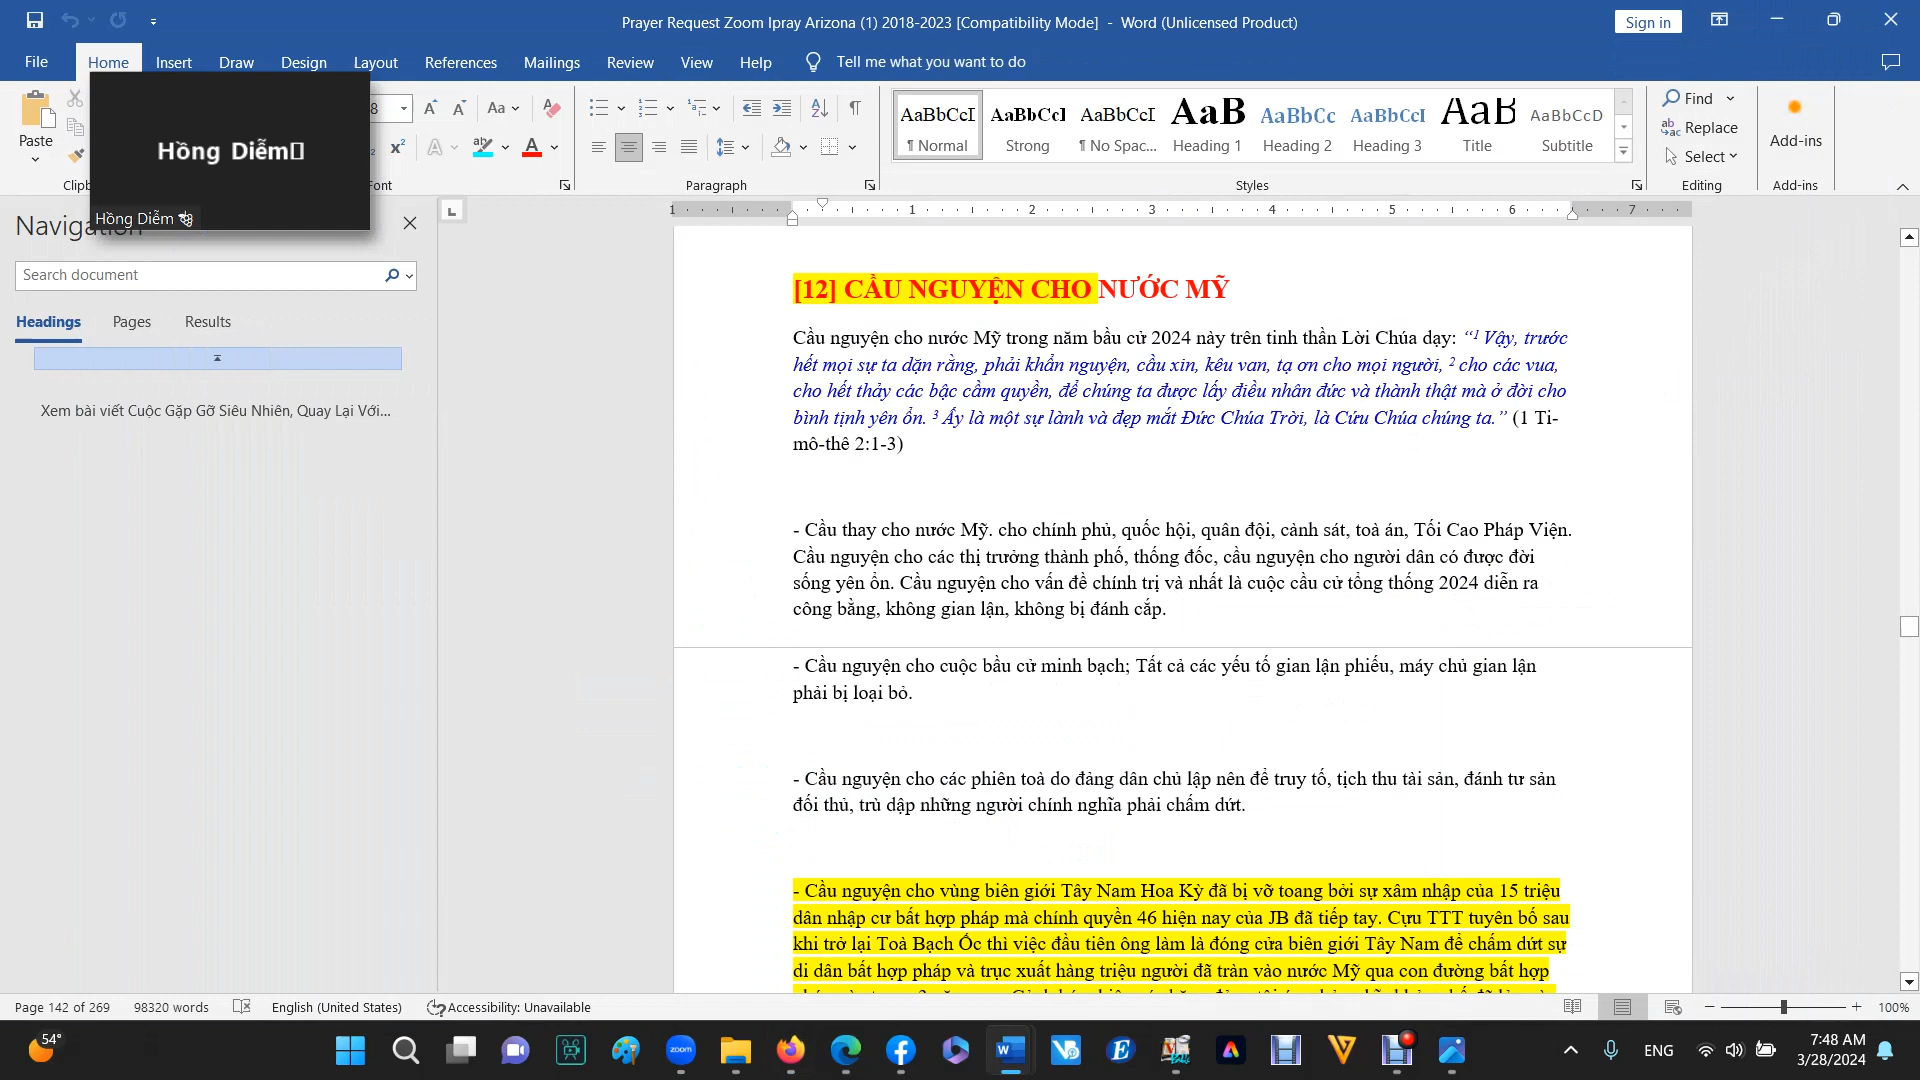 Prayer Request Zoom Ipray Arizona (1) 2018-2023 [Compatibility Mode] - Word (Unlicensed Product)
Sign in
File Home Insert Draw Design Layout References Mailings Review View Help Tell me what you want to do
Paste
Aa
AaBbCcI AaBbCcI AaBbCcI AaB AaBbCc AaBbCcI AaB AaBbCcD
¶ Normal Strong ¶ No Spac... Heading 1 Heading 2 Heading 3 Title Subtitle
Find
Replace
Select
Add-ins
Paragraph Styles Editing Add-ins
Hồng Diễm
Hồng Diễm
Search document
Headings Pages Results
Xem bài viết Cuộc Gặp Gỡ Siêu Nhiên, Quay Lại Với...
1 1 2 3 4 5 6 7
[12] CẦU NGUYỆN CHO NƯỚC MỸ
Cầu nguyện cho nước Mỹ trong năm bầu cử 2024 này trên tinh thần Lời Chúa dạy: “¹ Vậy, trước
hết mọi sự ta dặn rằng, phải khẩn nguyện, cầu xin, kêu van, tạ ơn cho mọi người, ² cho các vua,
cho hết thảy các bậc cầm quyền, để chúng ta được lấy điều nhân đức và thành thật mà ở đời cho
bình tịnh yên ổn. ³ Ấy là một sự lành và đẹp mắt Đức Chúa Trời, là Cứu Chúa chúng ta.” (1 Ti-
mô-thê 2:1-3)
- Cầu thay cho nước Mỹ. cho chính phủ, quốc hội, quân đội, cảnh sát, toà án, Tối Cao Pháp Viện.
Cầu nguyện cho các thị trưởng thành phố, thống đốc, cầu nguyện cho người dân có được đời
sống yên ổn. Cầu nguyện cho vấn đề chính trị và nhất là cuộc cầu cử tổng thống 2024 diễn ra
công bằng, không gian lận, không bị đánh cắp.
- Cầu nguyện cho cuộc bầu cử minh bạch; Tất cả các yếu tố gian lận phiếu, máy chủ gian lận
phải bị loại bỏ.
- Cầu nguyện cho các phiên toà do đảng dân chủ lập nên để truy tố, tịch thu tài sản, đánh tư sản
đối thủ, trù dập những người chính nghĩa phải chấm dứt.
- Cầu nguyện cho vùng biên giới Tây Nam Hoa Kỳ đã bị vỡ toang bởi sự xâm nhập của 15 triệu
dân nhập cư bất hợp pháp mà chính quyền 46 hiện nay của JB đã tiếp tay. Cựu TTT tuyên bố sau
khi trở lại Toà Bạch Ốc thì việc đầu tiên ông làm là đóng cửa biên giới Tây Nam để chấm dứt sự
di dân bất hợp pháp và trục xuất hàng triệu người đã tràn vào nước Mỹ qua con đường bất hợp
Page 142 of 269 98320 words English (United States) Accessibility: Unavailable 100%
54°
zoom
ENG
7:48 AM
3/28/2024